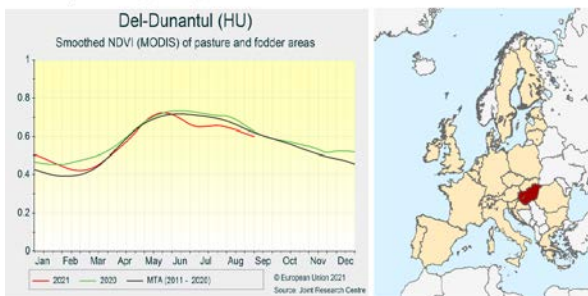 Del-Dunantul (HU)
Smoothed NDVI (MODIS) of pasture and fodder areas
1
0.8
0.6
0.4
0.2
0
Jan Feb Mar Apr May Jun Jul Aug Sep Oct Nov Dec
2021 2020 MTA (2011 - 2020)
© European Union 2021
Source: Joint Research Centre